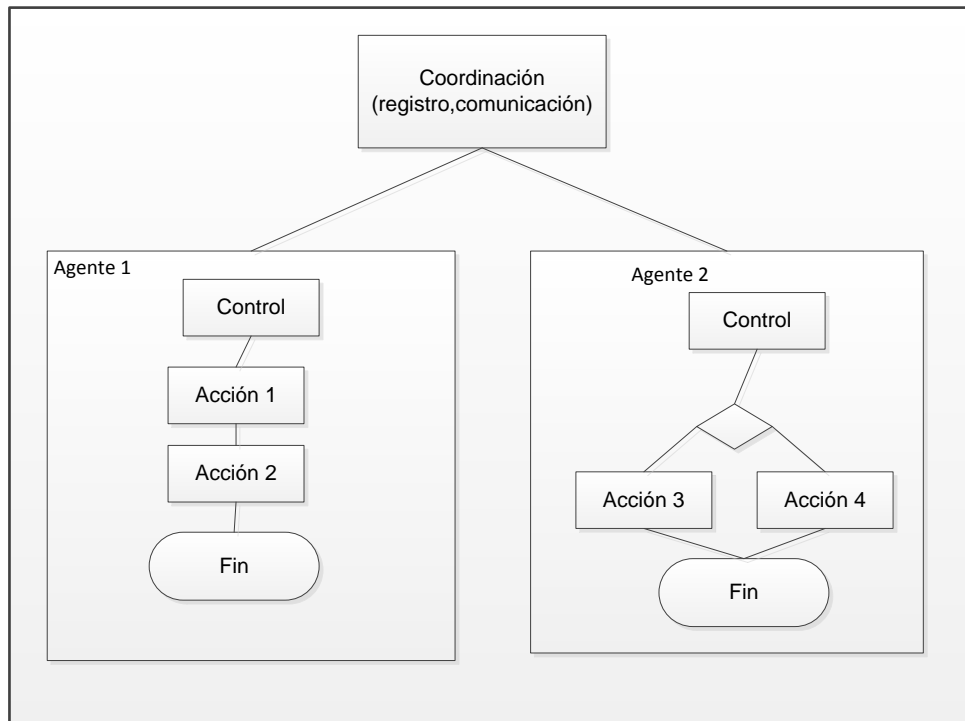 Coordinación
(registro,comunicación)
Agente 1
Control
Acción 1
Acción 2
Fin
Agente 2
Control
Acción 3
Acción 4
Fin